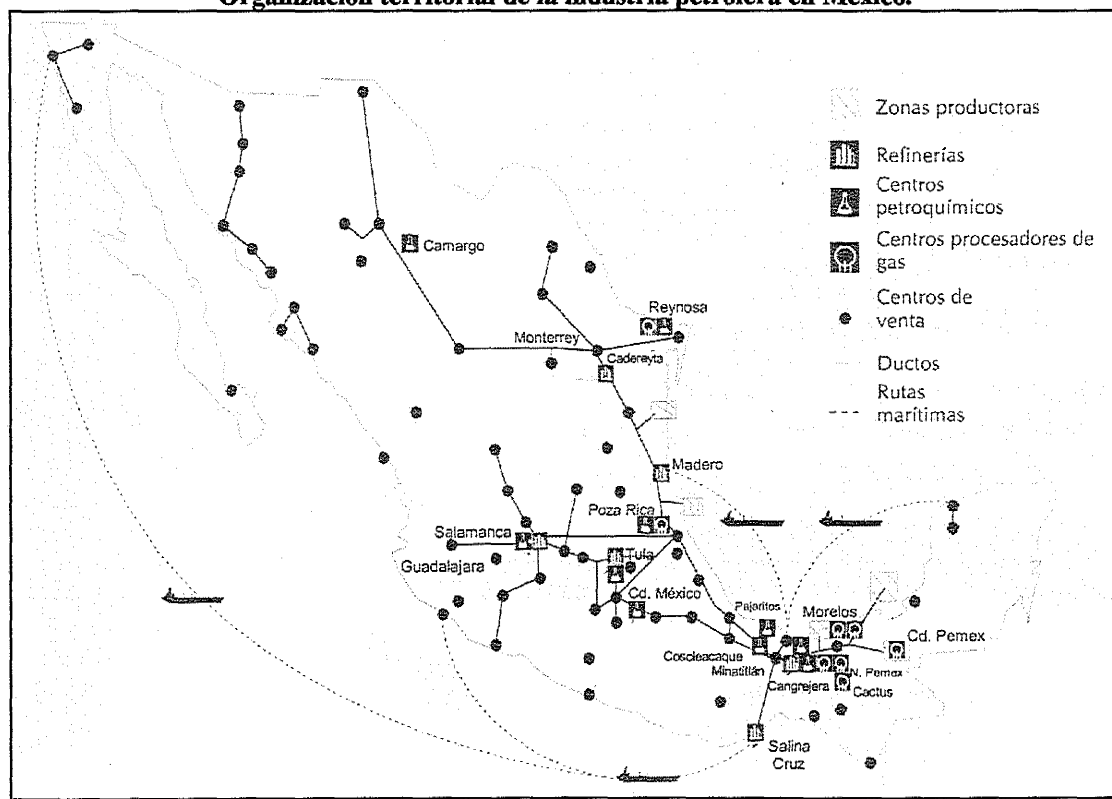 Organización territorial de la industria petrolera en México.
Zonas productoras
Refinerías
Centros
petroquímicos
Centros procesadores de
gas
Centros de
venta
Ductos
Rutas
marítimas
Camargo
Reynosa
Monterrey
Cadereyta
Madero
Poza Rica
Salamanca
Guadalajara
Tula
Cd. México
Pajaritos
Morelos
Cd. Pemex
Coscleacaque
Minatitlán
Cangrejera
N. Pemex
Cactus
Salina
Cruz